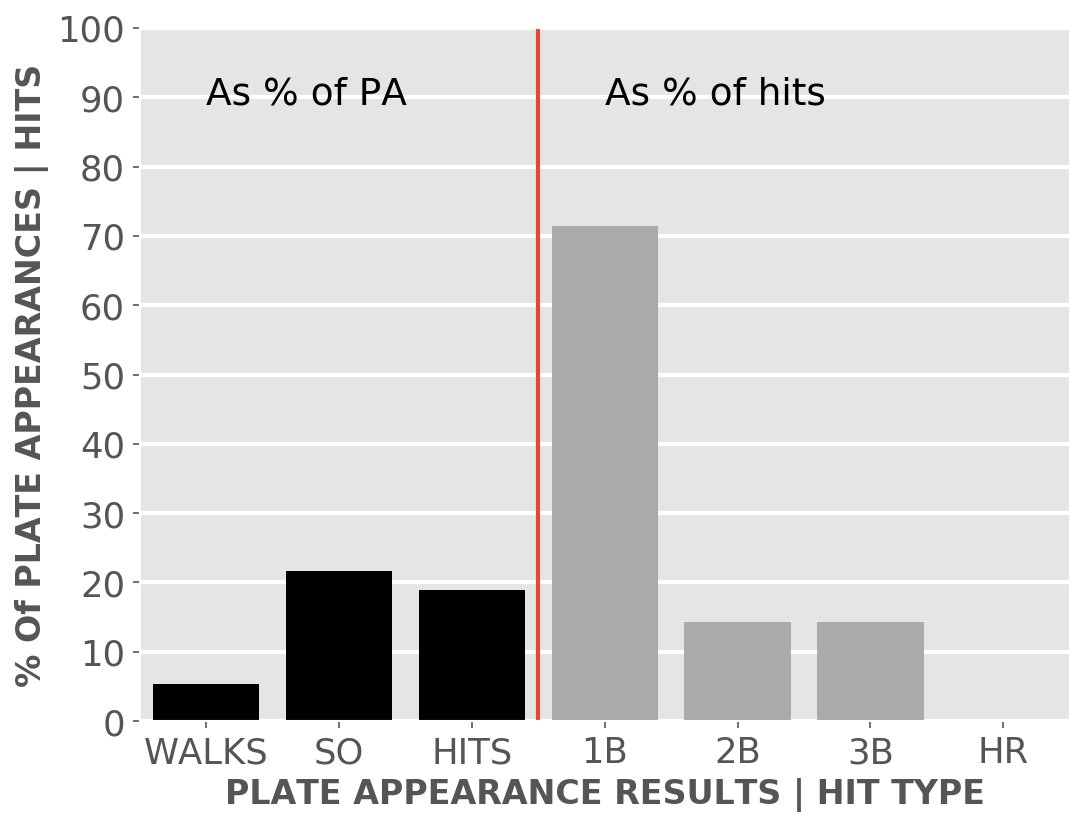 % Of PLATE APPEARANCES | HITS
100
90
80
70
60
50
40
30
20
10
0
As % of PA
As % of hits
WALKS SO HITS 1B 2B 3B HR
PLATE APPEARANCE RESULTS | HIT TYPE